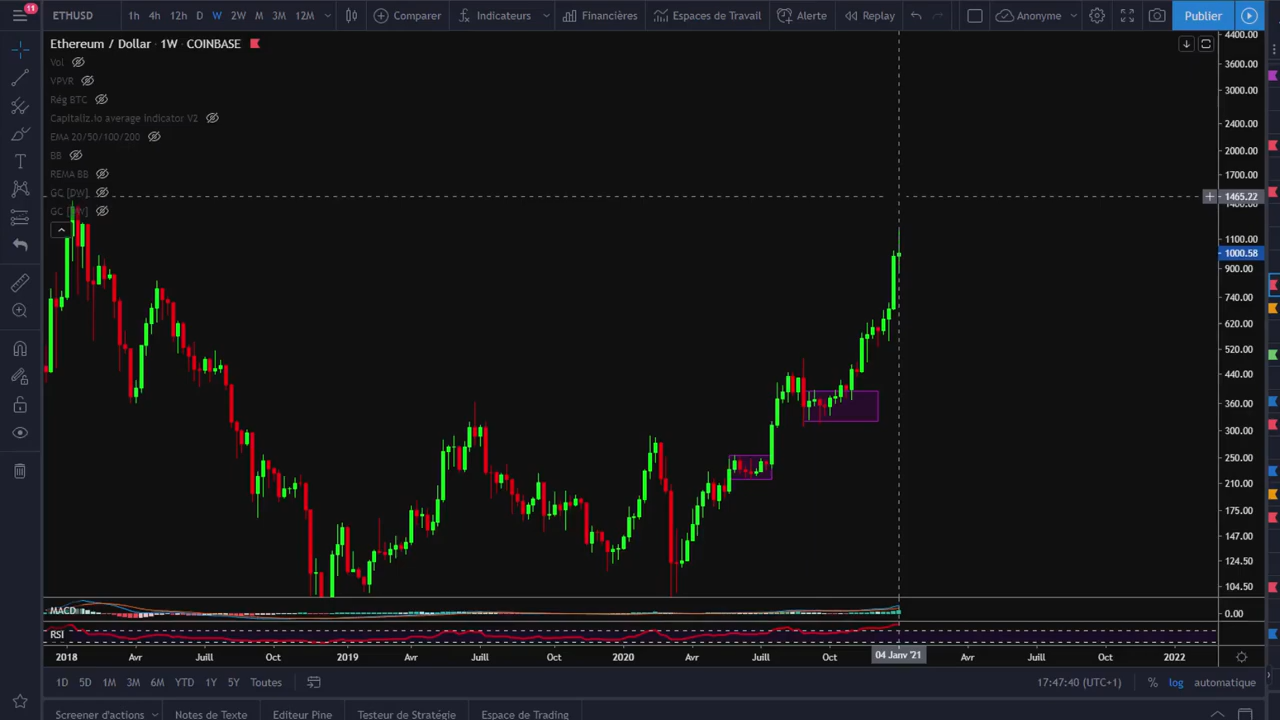 ETHUSD 1h 4h 12h D W 2W M 3M 12M Comparer Indicateurs Financières Espaces de Travail Alerte Replay Anonyme Publier
11
Ethereum / Dollar · 1W · COINBASE
Vol
VPVR
Rég BTC
Capitaliz.io average indicator V2
EMA 20/50/100/200
BB
REMA BB
GC [DW]
4400.00
3600.00
3000.00
2400.00
2000.00
1700.00
1465.22
1100.00
1000.58
900.00
740.00
620.00
520.00
440.00
360.00
300.00
250.00
210.00
175.00
147.00
124.50
104.50
MACD 0.00
RSI
2018 Avr Juill Oct 2019 Avr Juill Oct 2020 Avr Juill Oct 04 Janv '21 Avr Juill Oct 2022
1D 5D 1M 3M 6M YTD 1Y 5Y Toutes 17:47:40 (UTC+1) % log automatique
Screener d'actions Notes de Texte Editeur Pine Testeur de Stratégie Espace de Trading